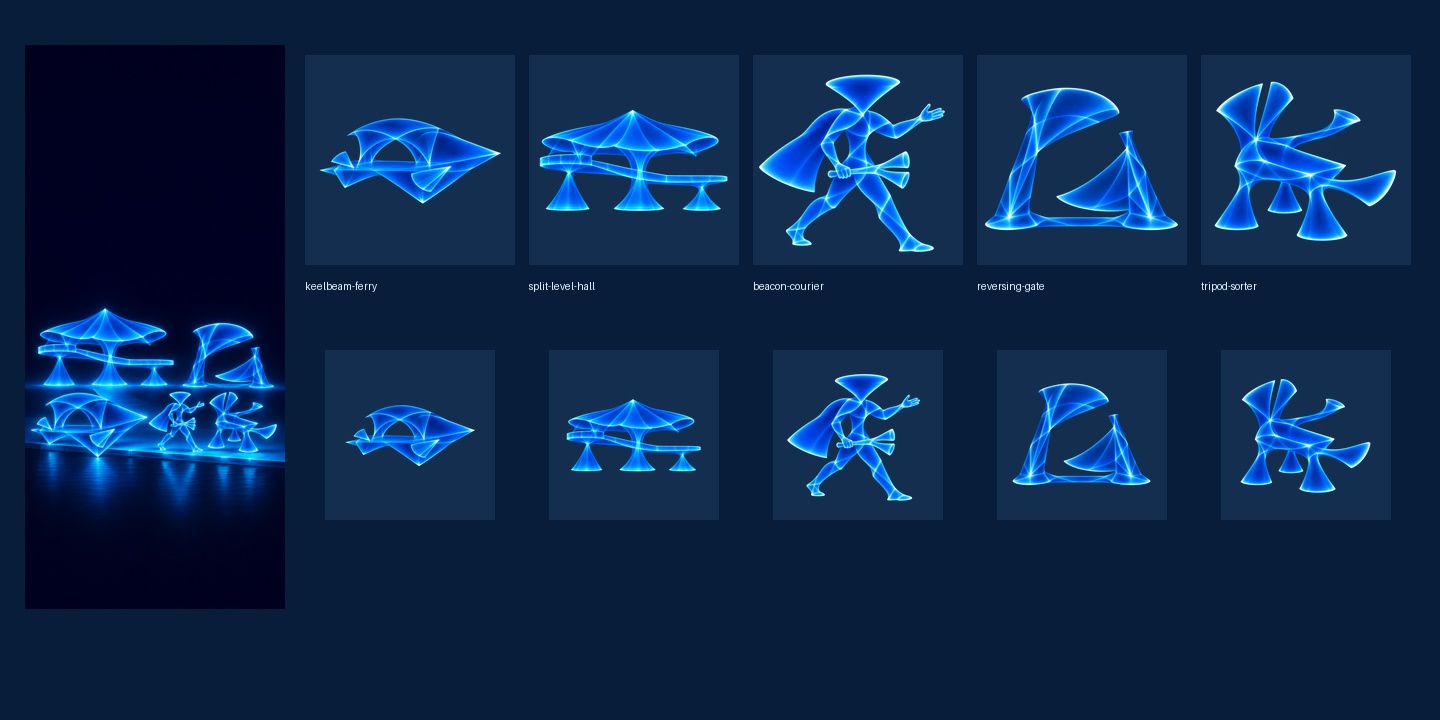 keelbeam-ferry
split-level-hall
beacon-courier
reversing-gate
tripod-sorter